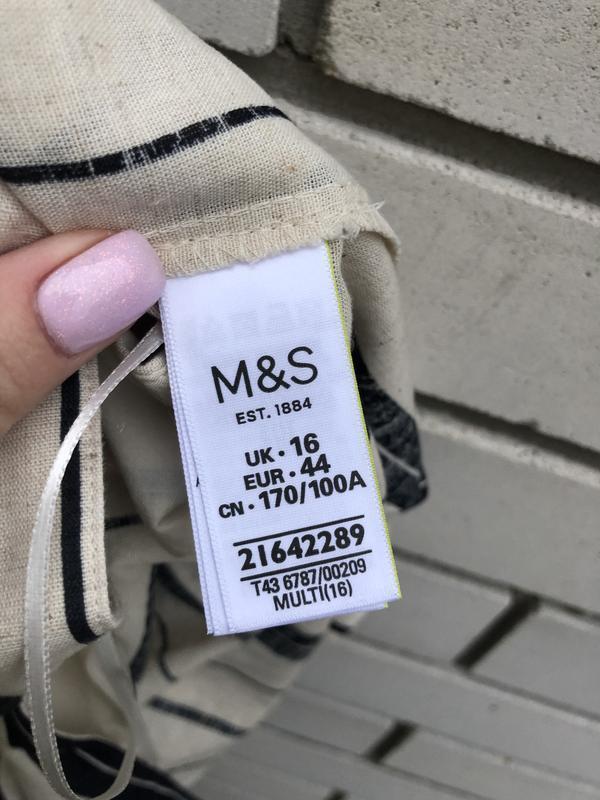 M&S
EST. 1884
UK • 16
EUR • 44
CN • 170/100A
21642289
T43 6787/00209
MULTI(16)